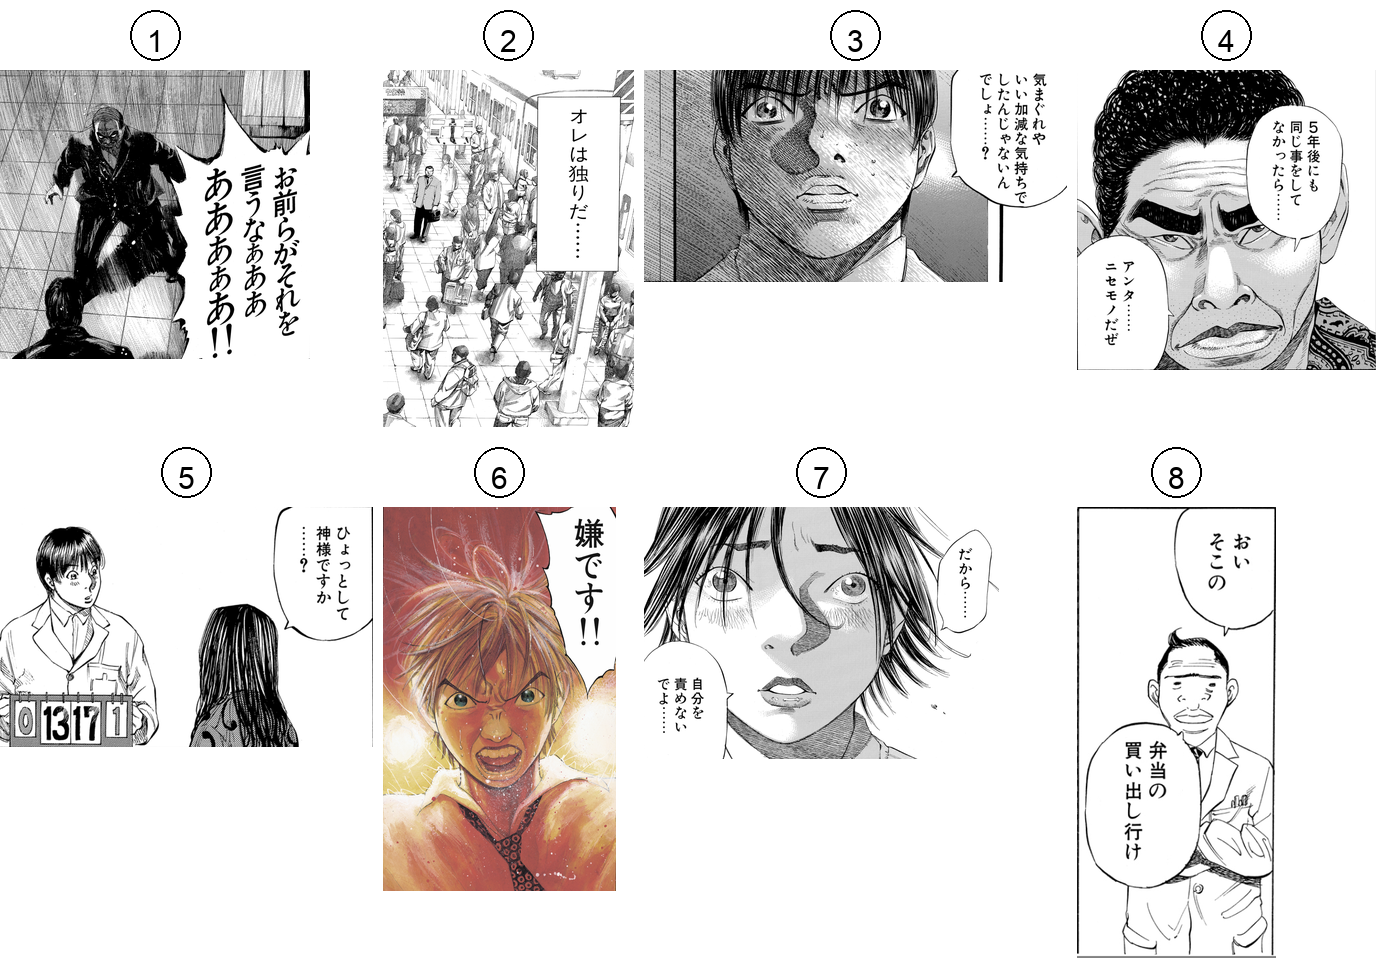 1
お前らがそれを
言うなぁああ
あああぁぁあ!!
2
オレは独りだ……
3
気まぐれや
いい加減な気持ちで
したんじゃないん
でしょ……?
4
5年後にも
同じ事をして
なかったら……
アンタ……
ニセモノだぜ
5
ひょっとして
神様ですか
……?
0 13 17 1
6
嫌です!!
7
だから……
自分を
責めない
でよ……
8
おい
そこの
弁当の
買い出し行け